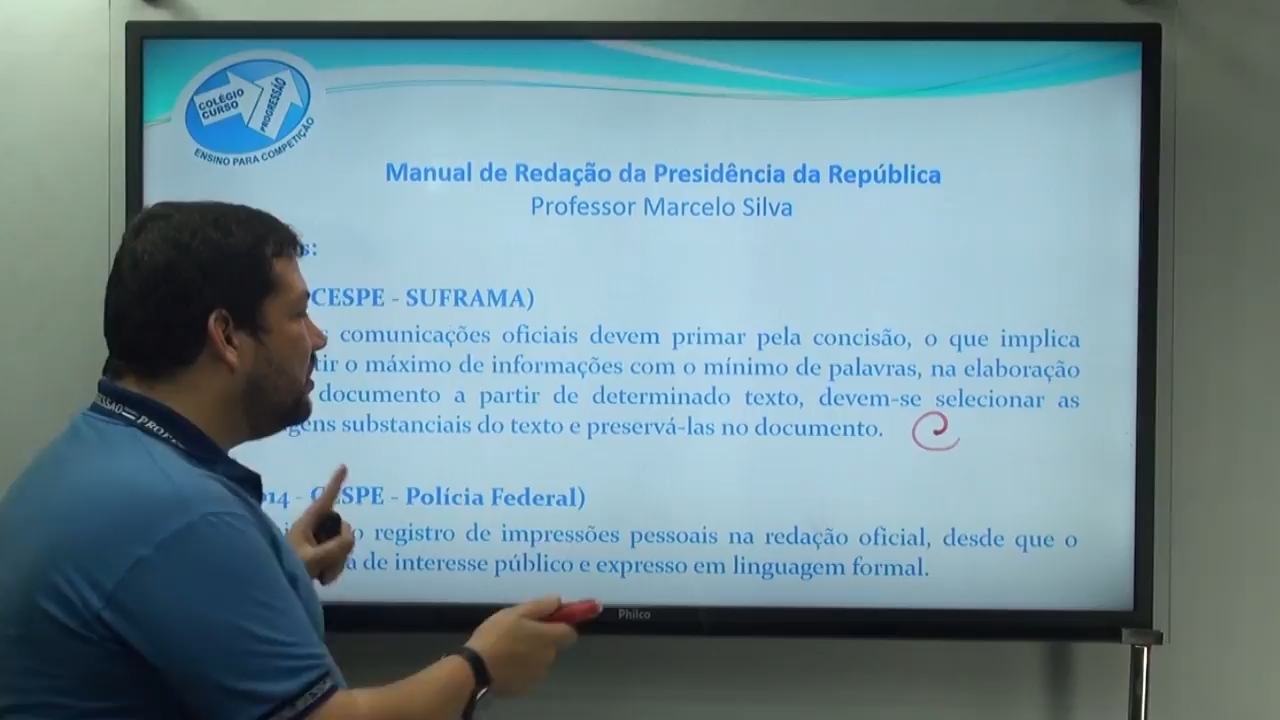 COLÉGIO
CURSO
PROGRESSÃO
ENSINO PARA COMPETIÇÃO
Manual de Redação da Presidência da República
Professor Marcelo Silva
CESPE - SUFRAMA)
comunicações oficiais devem primar pela concisão, o que implica
o máximo de informações com o mínimo de palavras, na elaboração
documento a partir de determinado texto, devem-se selecionar as
substanciais do texto e preservá-las no documento.
C
CESPE - Polícia Federal)
registro de impressões pessoais na redação oficial, desde que o
de interesse público e expresso em linguagem formal.
Philco